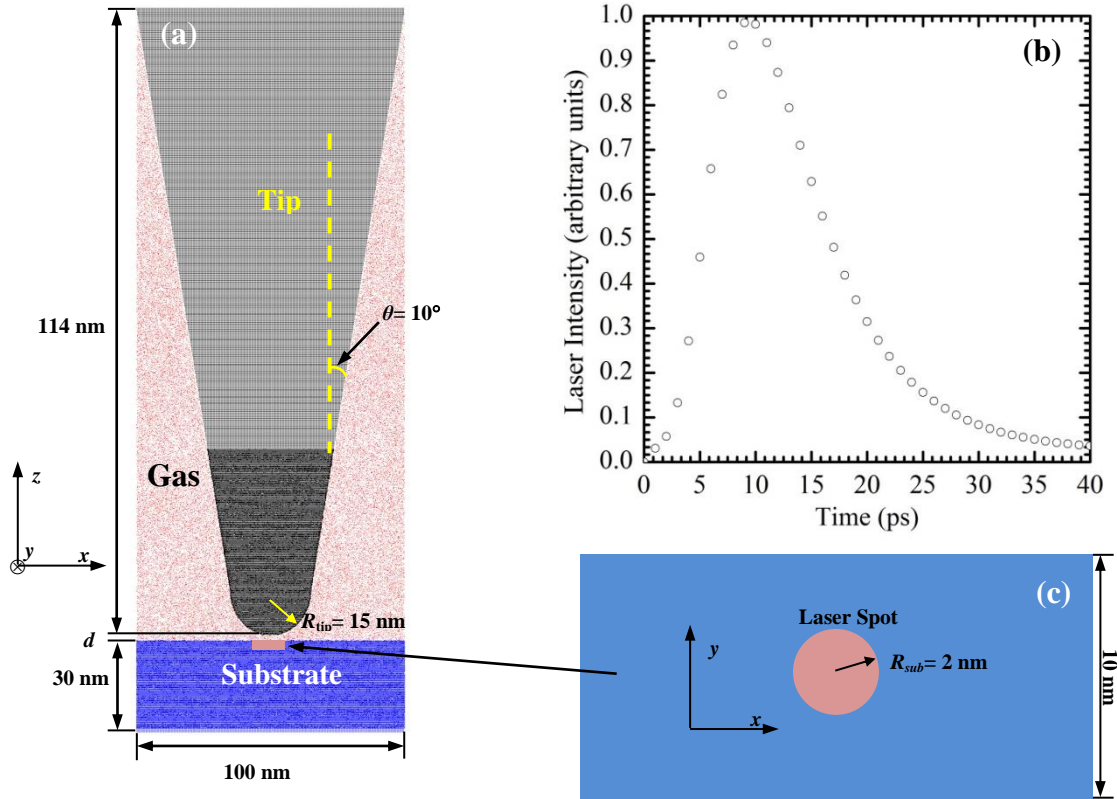 (a)
Tip
114 nm
θ= 10°
Gas
z
y
x
R_tip= 15 nm
d
30 nm
Substrate
100 nm
(b)
Laser Intensity (arbitrary units)
1.0
0.9
0.8
0.7
0.6
0.5
0.4
0.3
0.2
0.1
0.0
0
5
10
15
20
25
30
35
40
Time (ps)
(c)
Laser Spot
y
R_sub= 2 nm
x
10 nm